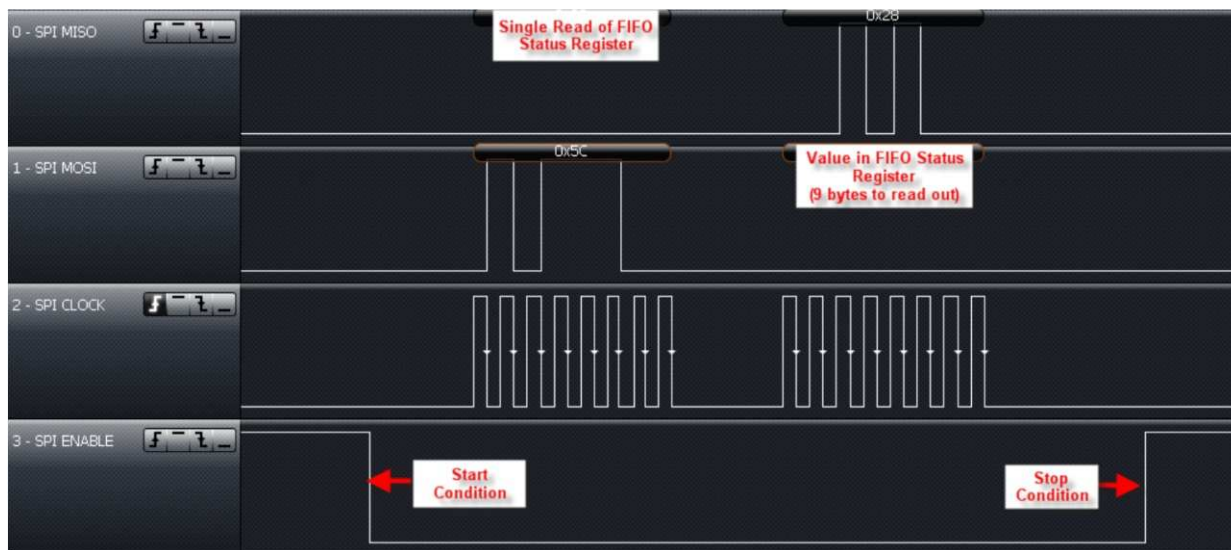 0 - SPI MISO
Single Read of FIFO
Status Register
0x28
1 - SPI MOSI
0x5C
Value in FIFO Status
Register
(9 bytes to read out)
2 - SPI CLOCK
3 - SPI ENABLE
Start
Condition
Stop
Condition